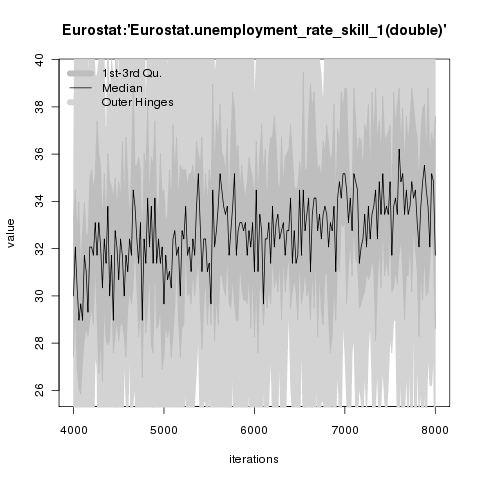 Eurostat:'Eurostat.unemployment_rate_skill_1(double)'
1st-3rd Qu.
Median
Outer Hinges
value
40
38
36
34
32
30
28
26
4000 5000 6000 7000 8000
iterations